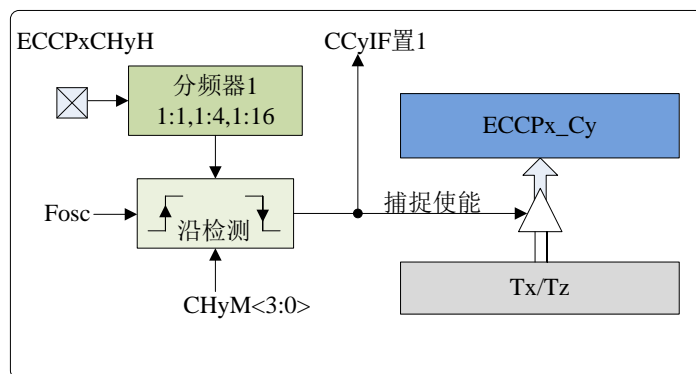 ECCPxCHyH
CCyIF置1
分频器1
1:1,1:4,1:16
ECCPx_Cy
Fosc
沿检测
捕捉使能
Tx/Tz
CHyM<3:0>